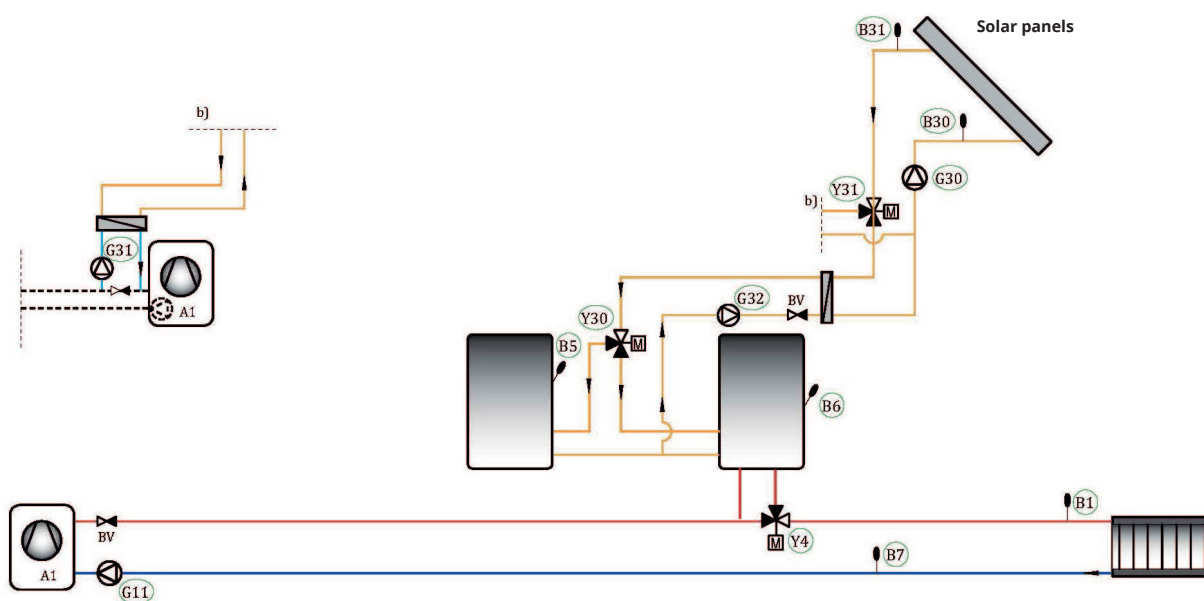 Solar panels
B31
b)
B30
Y31
G30
b)
M
G31
G32
BV
Y30
A1
B5
M
B6
B1
BV
Y4
M
B7
A1
G11